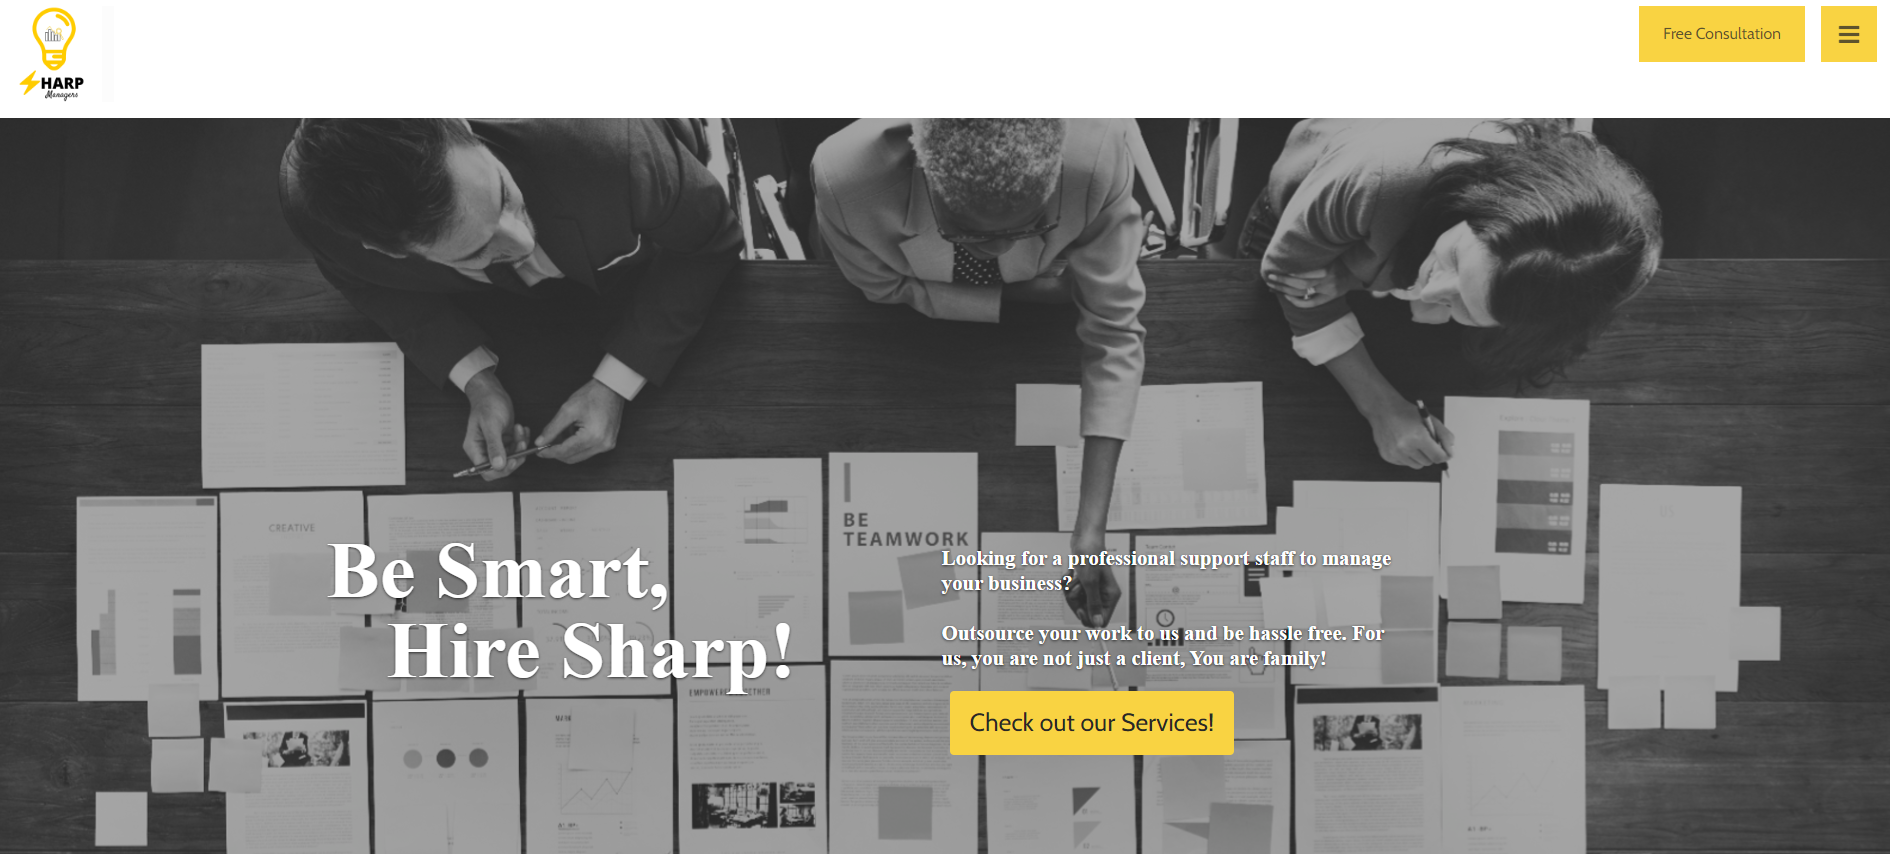 HARP
Managers
Free Consultation
CREATIVE
BE
TEAMWORK
Be Smart,
Hire Sharp!
Looking for a professional support staff to manage
your business?
Outsource your work to us and be hassle free. For
us, you are not just a client, You are family!
Check out our Services!